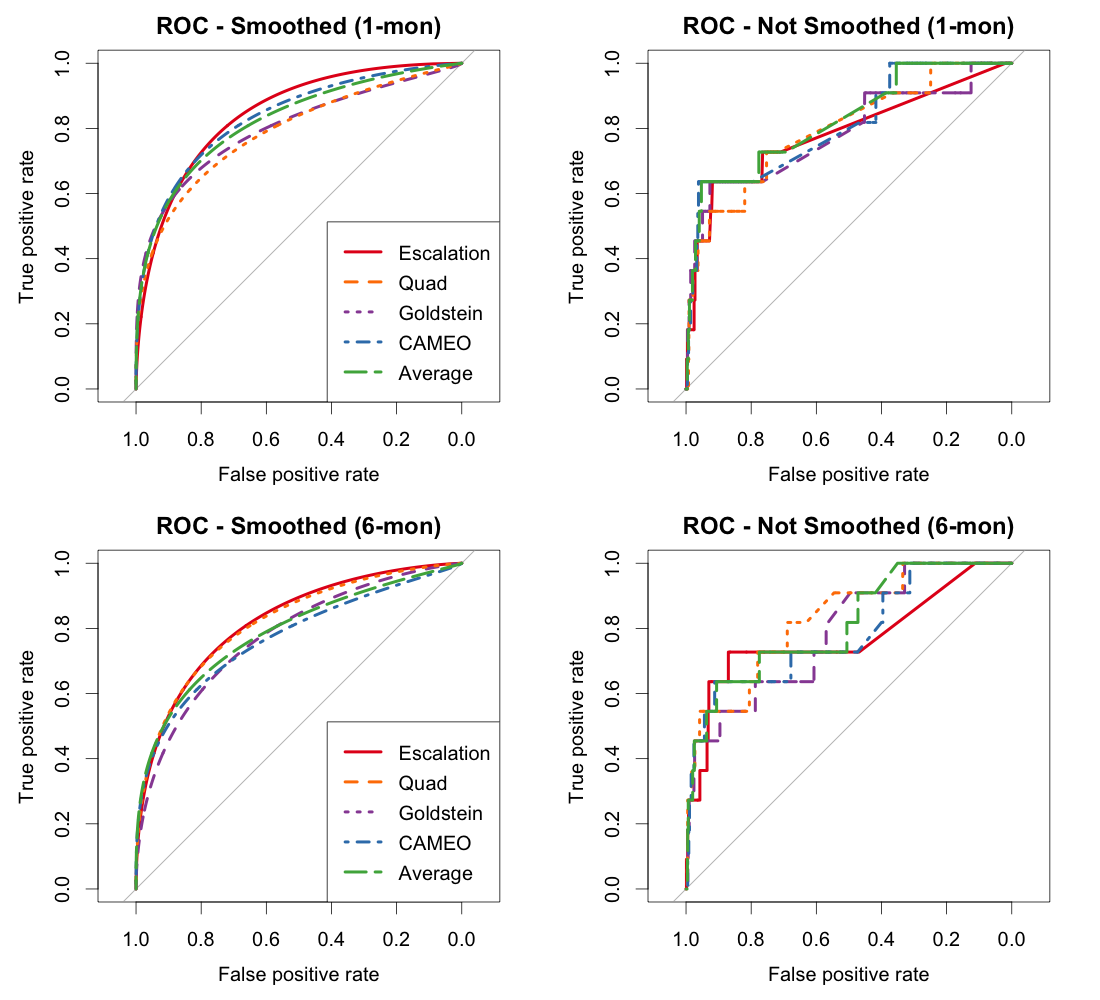 ROC - Smoothed (1-mon)
True positive rate
1.0
0.8
0.6
0.4
0.2
0.0
Escalation
Quad
Goldstein
CAMEO
Average
1.0 0.8 0.6 0.4 0.2 0.0
False positive rate
ROC - Not Smoothed (1-mon)
True positive rate
1.0
0.8
0.6
0.4
0.2
0.0
1.0 0.8 0.6 0.4 0.2 0.0
False positive rate
ROC - Smoothed (6-mon)
True positive rate
1.0
0.8
0.6
0.4
0.2
0.0
Escalation
Quad
Goldstein
CAMEO
Average
1.0 0.8 0.6 0.4 0.2 0.0
False positive rate
ROC - Not Smoothed (6-mon)
True positive rate
1.0
0.8
0.6
0.4
0.2
0.0
1.0 0.8 0.6 0.4 0.2 0.0
False positive rate